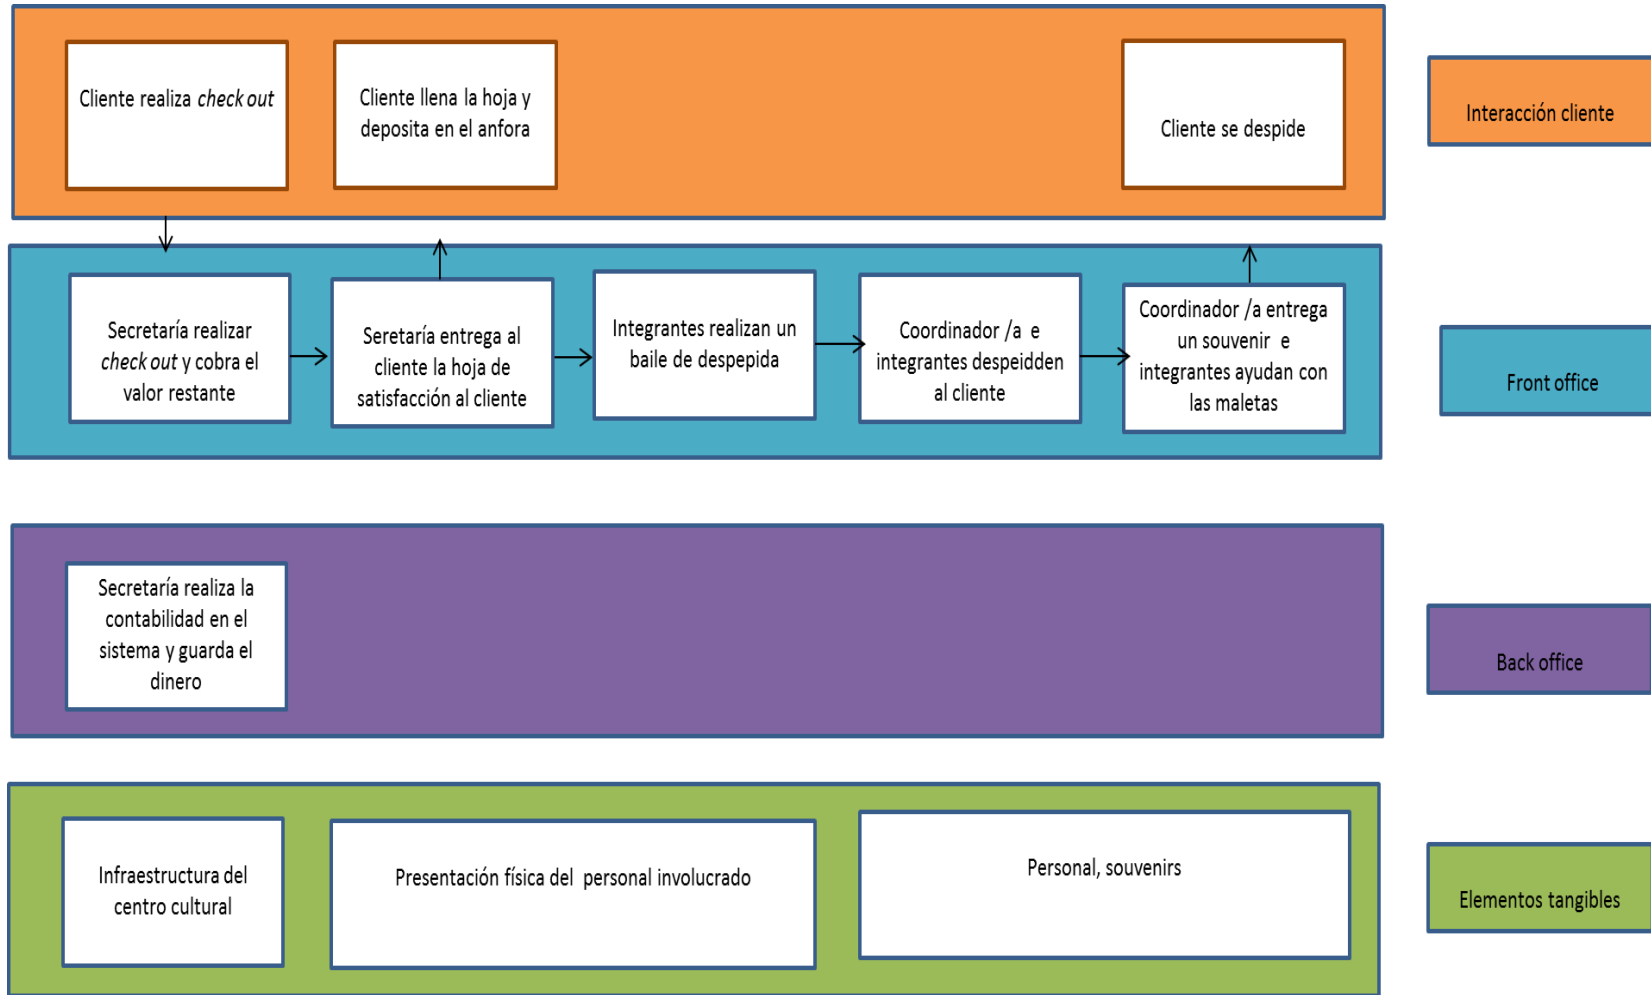 Cliente realiza check out
Cliente llena la hoja y
deposita en el anfora
Cliente se despide
Interacción cliente
Secretaría realizar
check out y cobra el
valor restante
Seretaría entrega al
cliente la hoja de
satisfacción al cliente
Integrantes realizan un
baile de despepida
Coordinador /a e
integrantes despeidden
al cliente
Coordinador /a entrega
un souvenir e
integrantes ayudan con
las maletas
Front office
Secretaría realiza la
contabilidad en el
sistema y guarda el
dinero
Back office
Infraestructura del
centro cultural
Presentación física del personal involucrado
Personal, souvenirs
Elementos tangibles